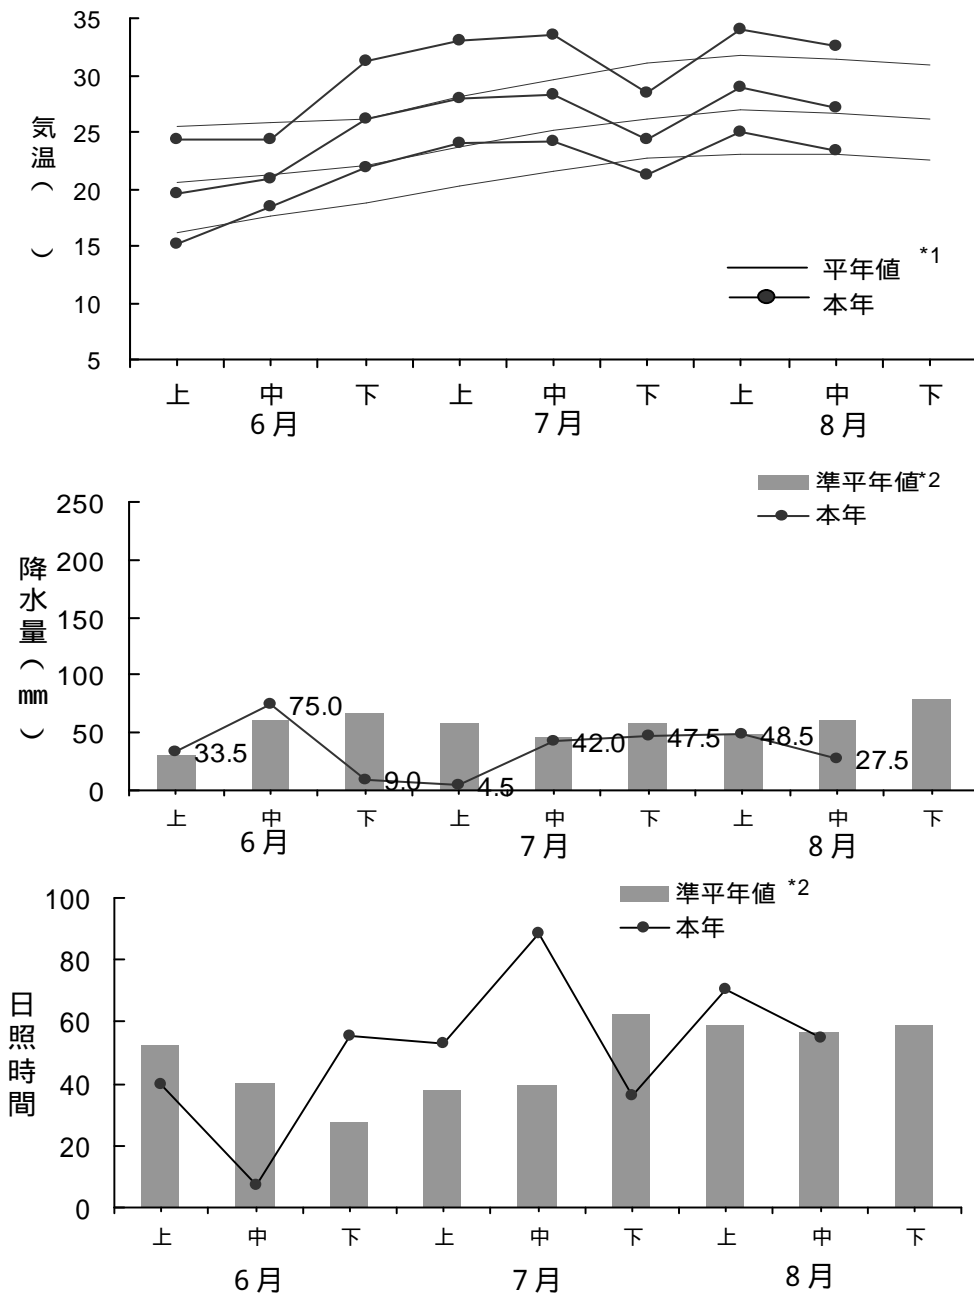 35
30
25
20
15
10
5
気温（ ）
平年値 *1
本年
上 中 下 上 中 上 下
6月 7月 8月
準平年値*2
本年
250
200
150
100
50
0
降水量（mm）
33.5 75.0 9.0 4.5 42.0 47.5 48.5 27.5
上 中 下 上 中 下 上 中 下
6月 7月 8月
準平年値 *2
本年
100
80
60
40
20
0
日照時間
上 中 下 上 中 下 上 中 下
6月 7月 8月